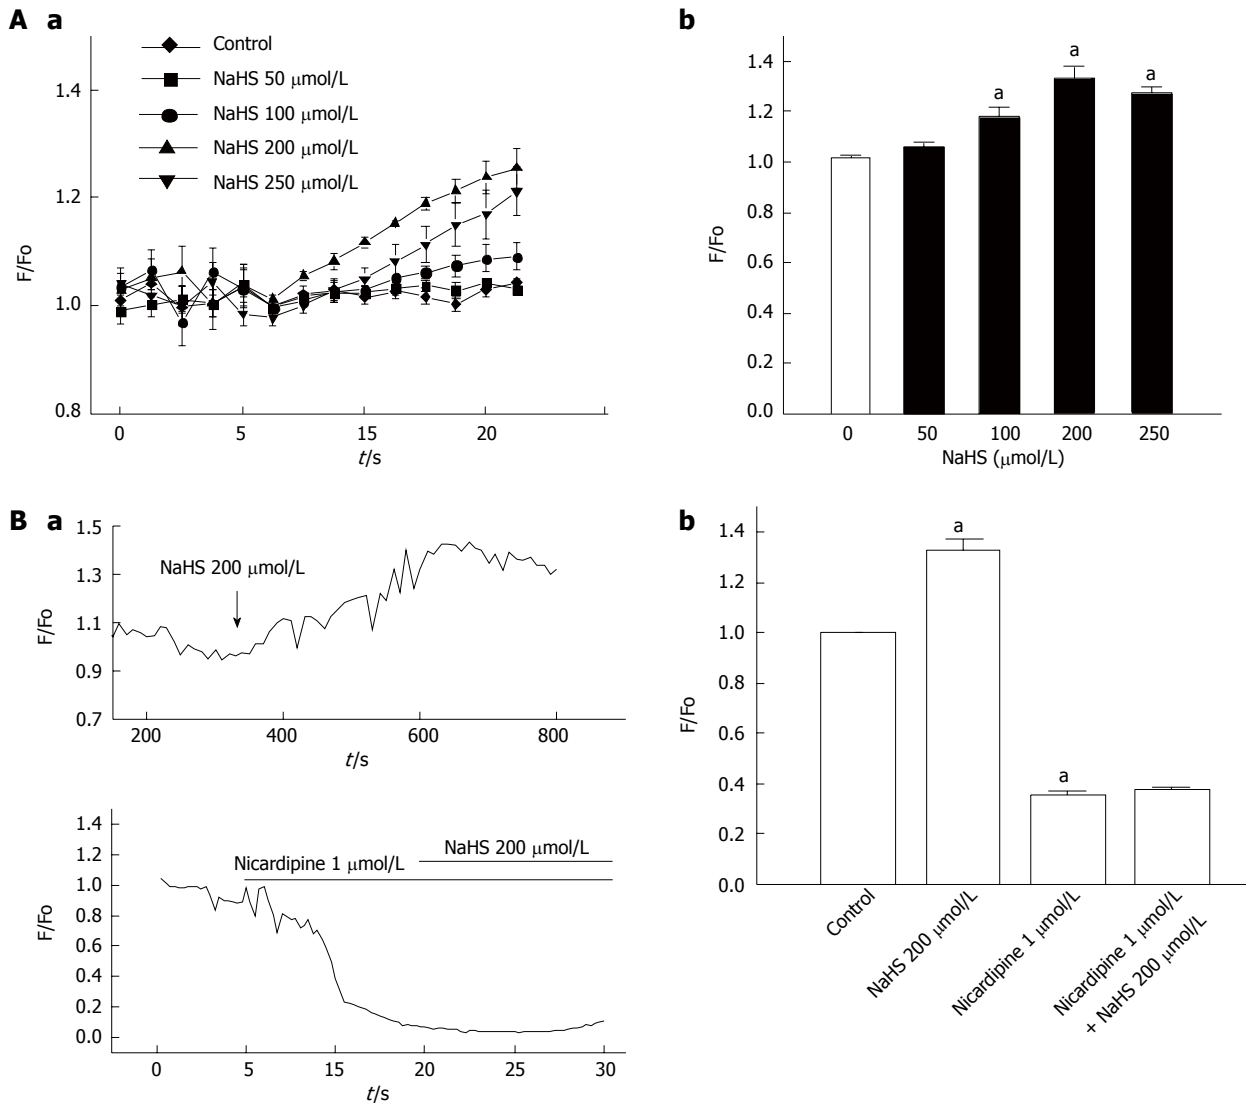 A a
Control
NaHS 50 μmol/L
NaHS 100 μmol/L
NaHS 200 μmol/L
NaHS 250 μmol/L
1.4
1.2
1.0
0.8
F/Fo
0 5 15 20
t/s
b
1.4
1.2
1.0
0.8
0.6
0.4
0.2
0.0
F/Fo
a
a
a
0 50 100 200 250
NaHS (μmol/L)
B a
1.5
1.3
1.1
0.9
0.7
F/Fo
NaHS 200 μmol/L
200 400 600 800
t/s
1.4
1.2
1.0
0.8
0.6
0.4
0.2
0.0
F/Fo
NaHS 200 μmol/L
Nicardipine 1 μmol/L
0 5 15 20 25 30
t/s
b
1.4
1.2
1.0
0.8
0.6
0.4
0.2
0.0
F/Fo
a
a
Control
NaHS 200 μmol/L
Nicardipine 1 μmol/L
Nicardipine 1 μmol/L
+ NaHS 200 μmol/L